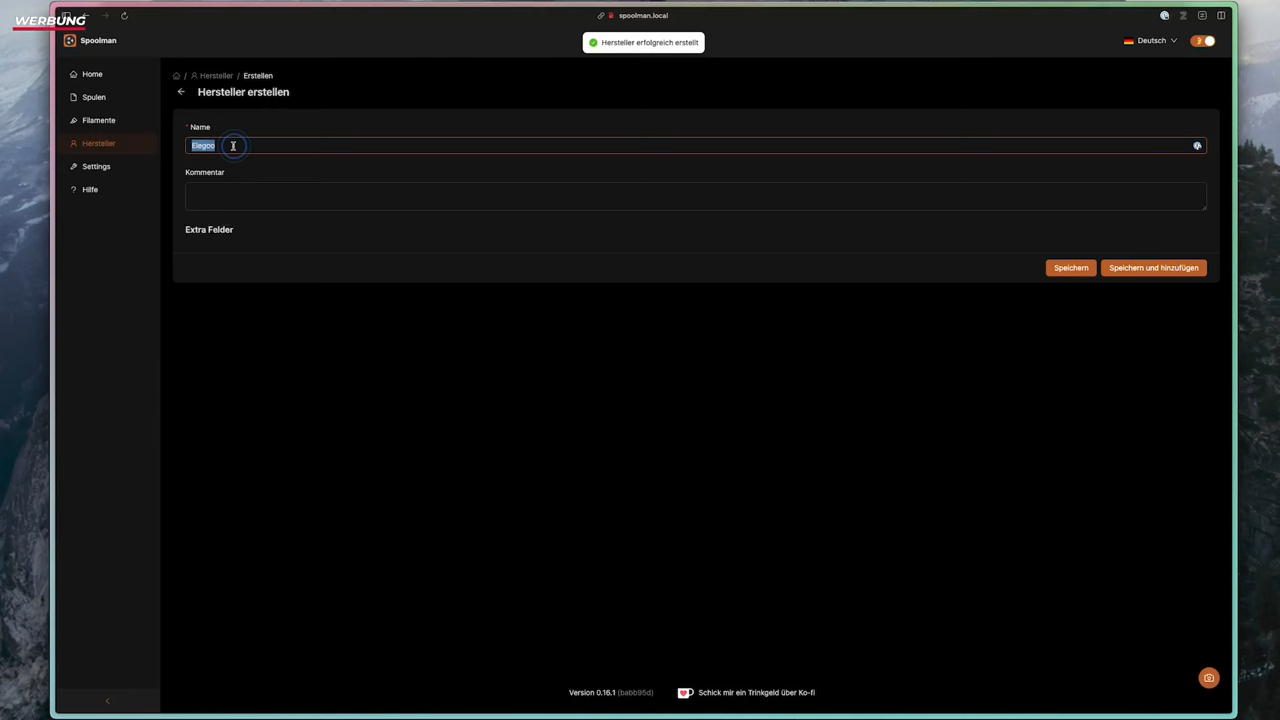 WERBUNG
spoolman.local
Spoolman
Hersteller erfolgreich erstellt
Deutsch
Home
Spulen
Filamente
Hersteller
Settings
Hilfe
/ Hersteller / Erstellen
Hersteller erstellen
* Name
Elegoo
Kommentar
Extra Felder
Speichern
Speichern und hinzufügen
Version 0.16.1 (babb95d)
Schick mir ein Trinkgeld über Ko-fi